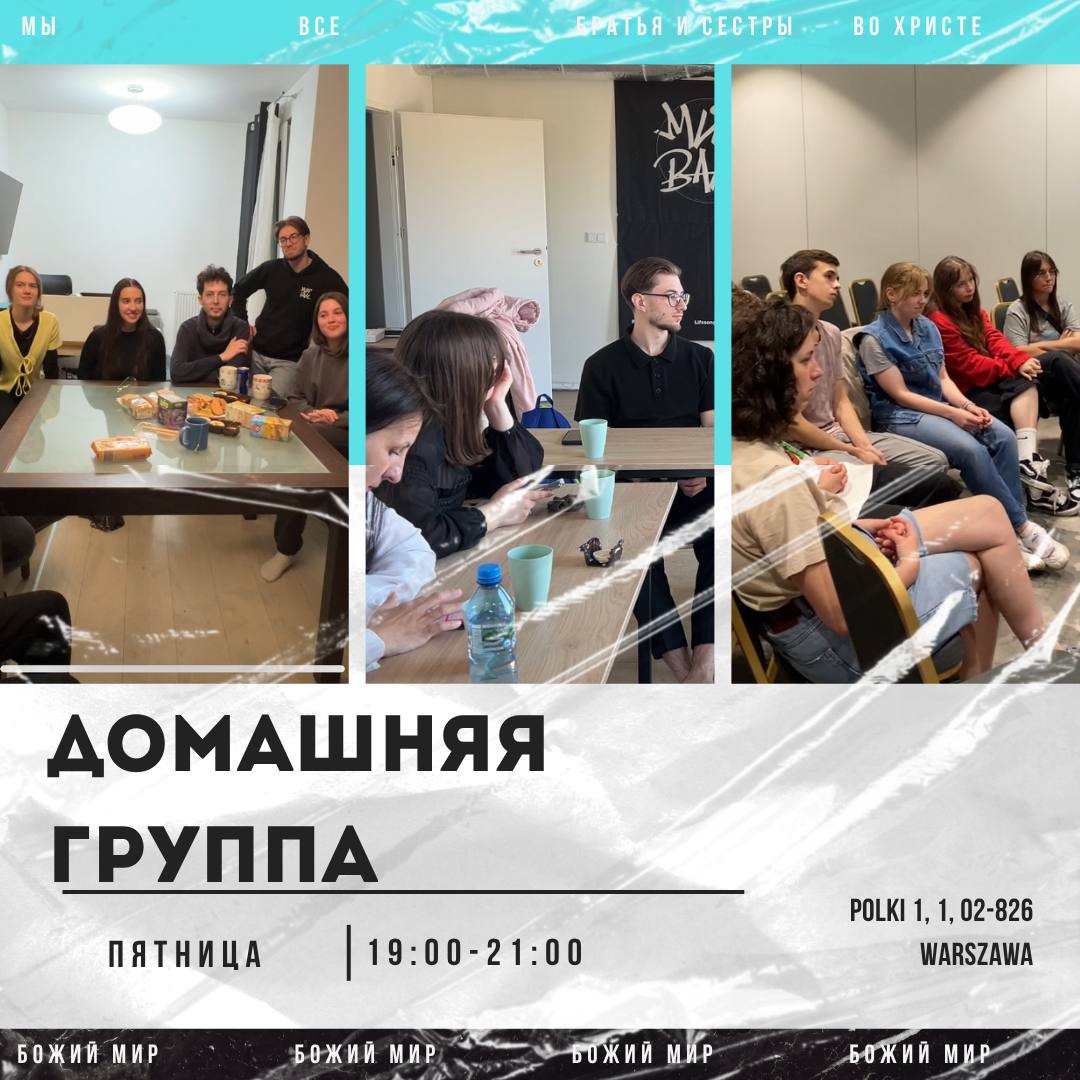 МЫ ВСЕ БРАТЬЯ И СЕСТРЫ ВО ХРИСТЕ
ДОМАШНЯЯ
ГРУППА
ПЯТНИЦА 19:00-21:00
POLKI 1, 1, 02-826
WARSZAWA
БОЖИЙ МИР БОЖИЙ МИР БОЖИЙ МИР БОЖИЙ МИР